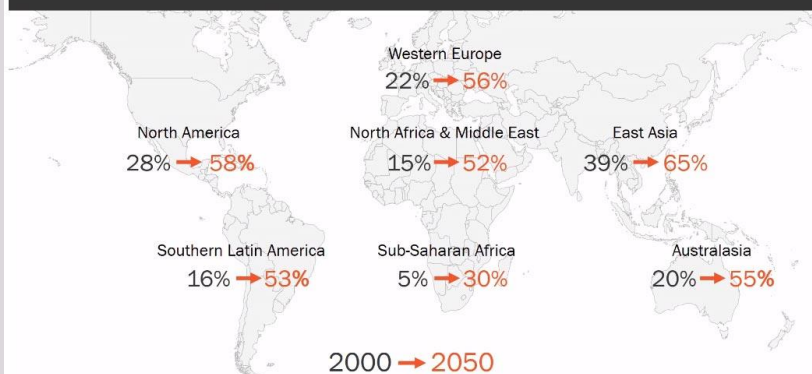 Western Europe
22% → 56%
North America
28% → 58%
North Africa & Middle East
15% → 52%
East Asia
39% → 65%
Southern Latin America
16% → 53%
Sub-Saharan Africa
5% → 30%
Australasia
20% → 55%
2000 → 2050